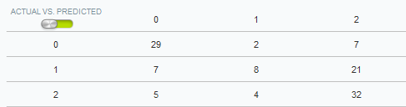 ACTUAL VS. PREDICTED
0 1 2
0 29 2 7
1 7 8 21
2 5 4 32